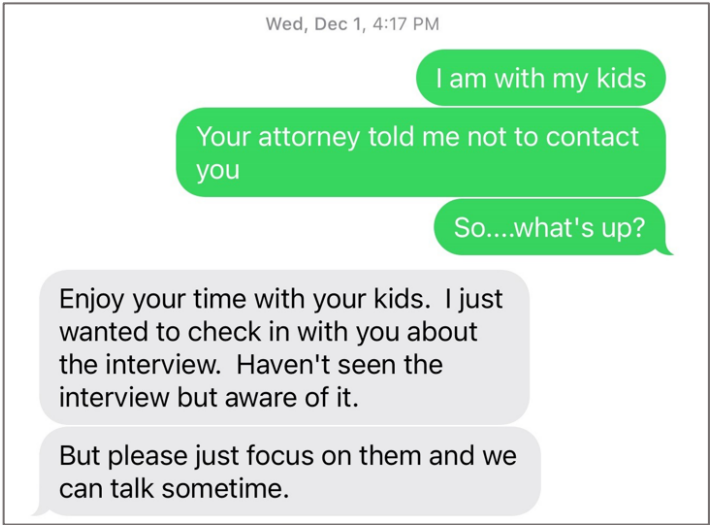 Wed, Dec 1, 4:17 PM
I am with my kids
Your attorney told me not to contact
you
So....what's up?
Enjoy your time with your kids.  I just
wanted to check in with you about
the interview.  Haven't seen the
interview but aware of it.
But please just focus on them and we
can talk sometime.